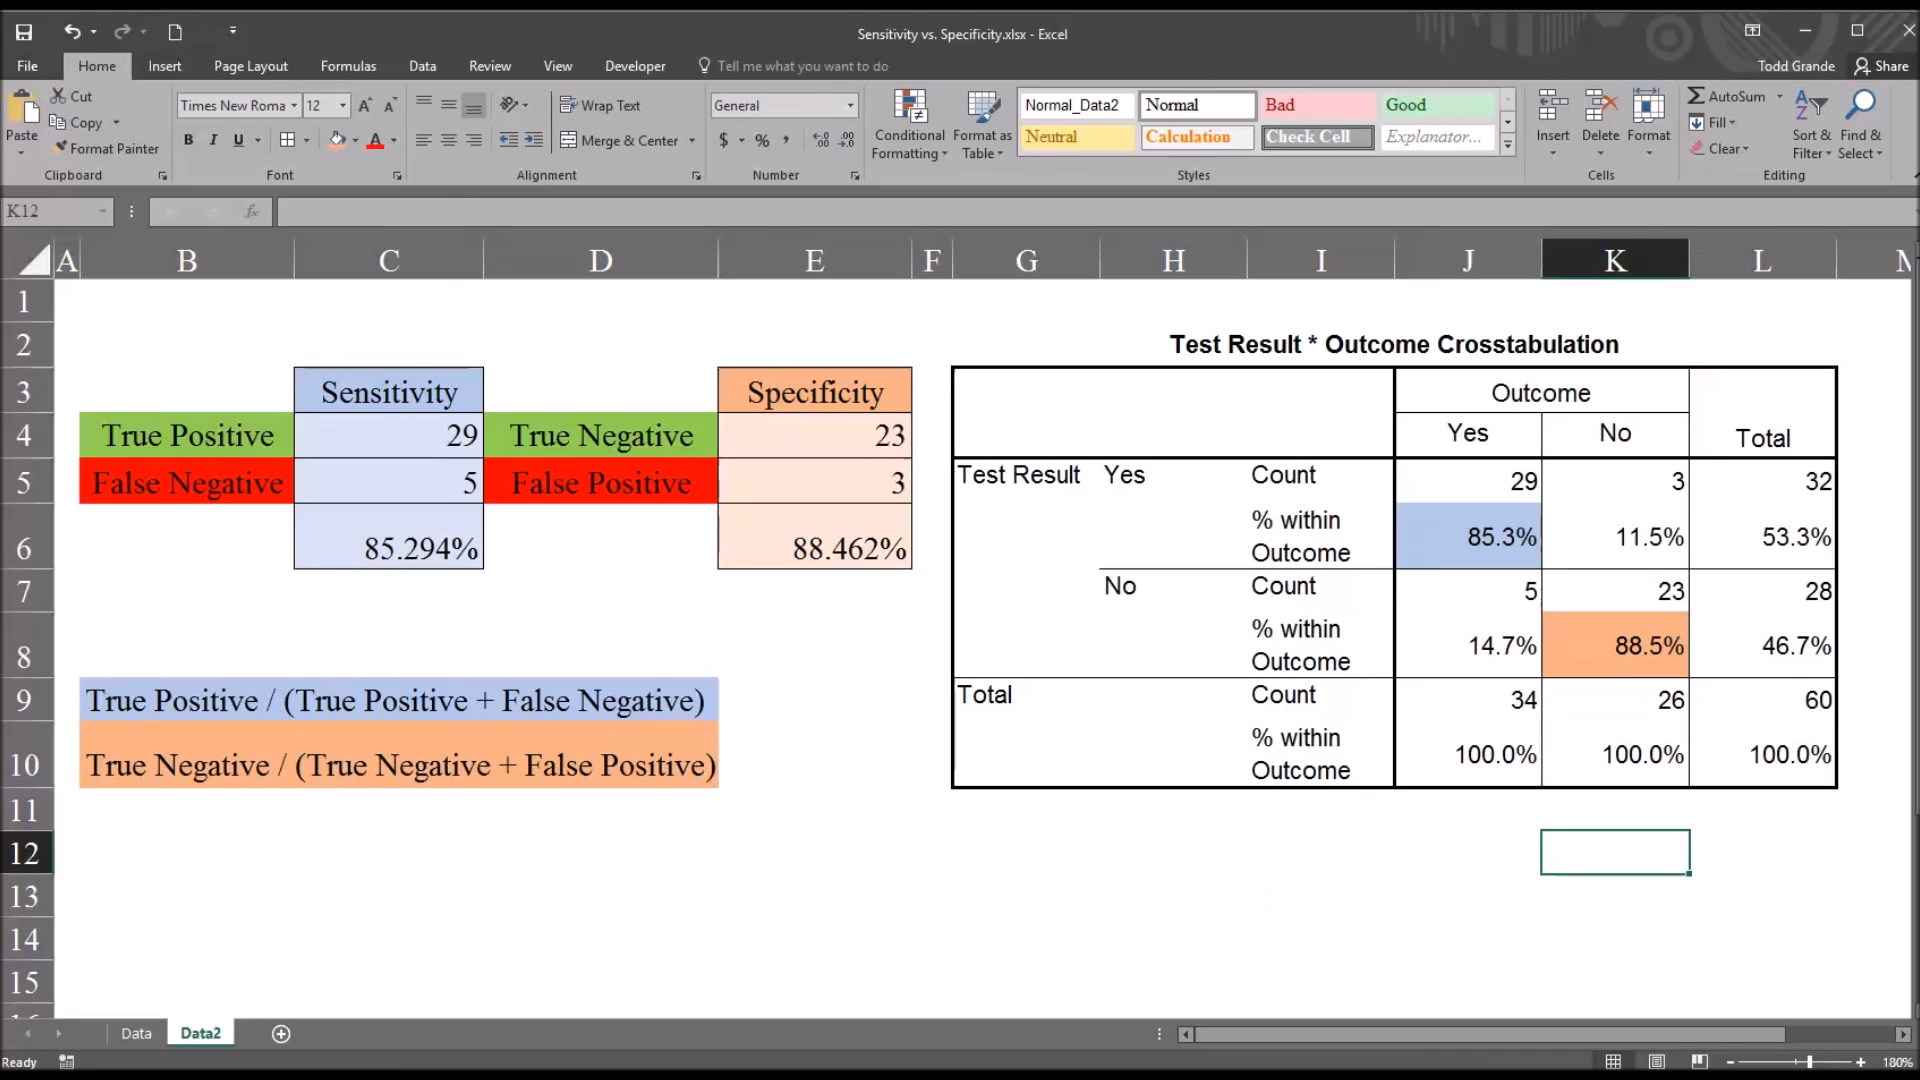 Sensitivity vs. Specificity.xlsx - Excel
File Home Insert Page Layout Formulas Data Review View Developer Tell me what you want to do Todd Grande Share
Paste
Cut
Copy
Format Painter
Clipboard
Times New Roma 12
B I U
Font
Wrap Text
Merge & Center
Alignment
General
$ % ,
Number
Conditional Formatting
Format as Table
Normal_Data2 Normal Bad Good
Neutral Calculation Check Cell Explanator...
Styles
Insert Delete Format
Cells
AutoSum
Fill
Clear
Sort & Filter
Find & Select
Editing
K12 fx
A B C D E F G H I J K L
1
2 Test Result * Outcome Crosstabulation
3 Sensitivity Specificity Outcome
4 True Positive 29 True Negative 23 Yes No Total
5 False Negative 5 False Positive 3 Test Result Yes Count 29 3 32
6 85.294% 88.462% % within Outcome 85.3% 11.5% 53.3%
7 No Count 5 23 28
8 % within Outcome 14.7% 88.5% 46.7%
9 True Positive / (True Positive + False Negative) Total Count 34 26 60
10 True Negative / (True Negative + False Positive) % within Outcome 100.0% 100.0% 100.0%
11
12
13
14
15
Data Data2
Ready 180%